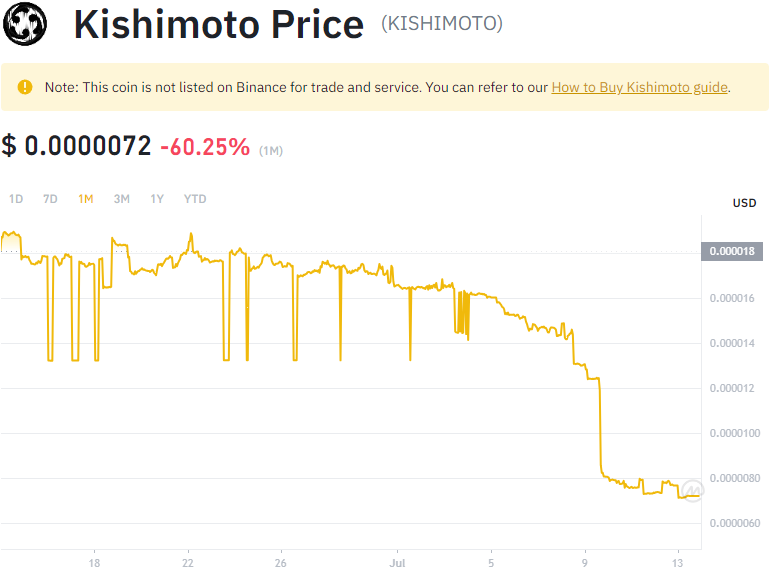 Kishimoto Price (KISHIMOTO)
Note: This coin is not listed on Binance for trade and service. You can refer to our How to Buy Kishimoto guide.
$ 0.0000072 -60.25% (1M)
1D 7D 1M 3M 1Y YTD
USD
0.000018
0.000016
0.000014
0.000012
0.0000100
0.0000080
0.0000060
18 22 26 Jul 5 9 13